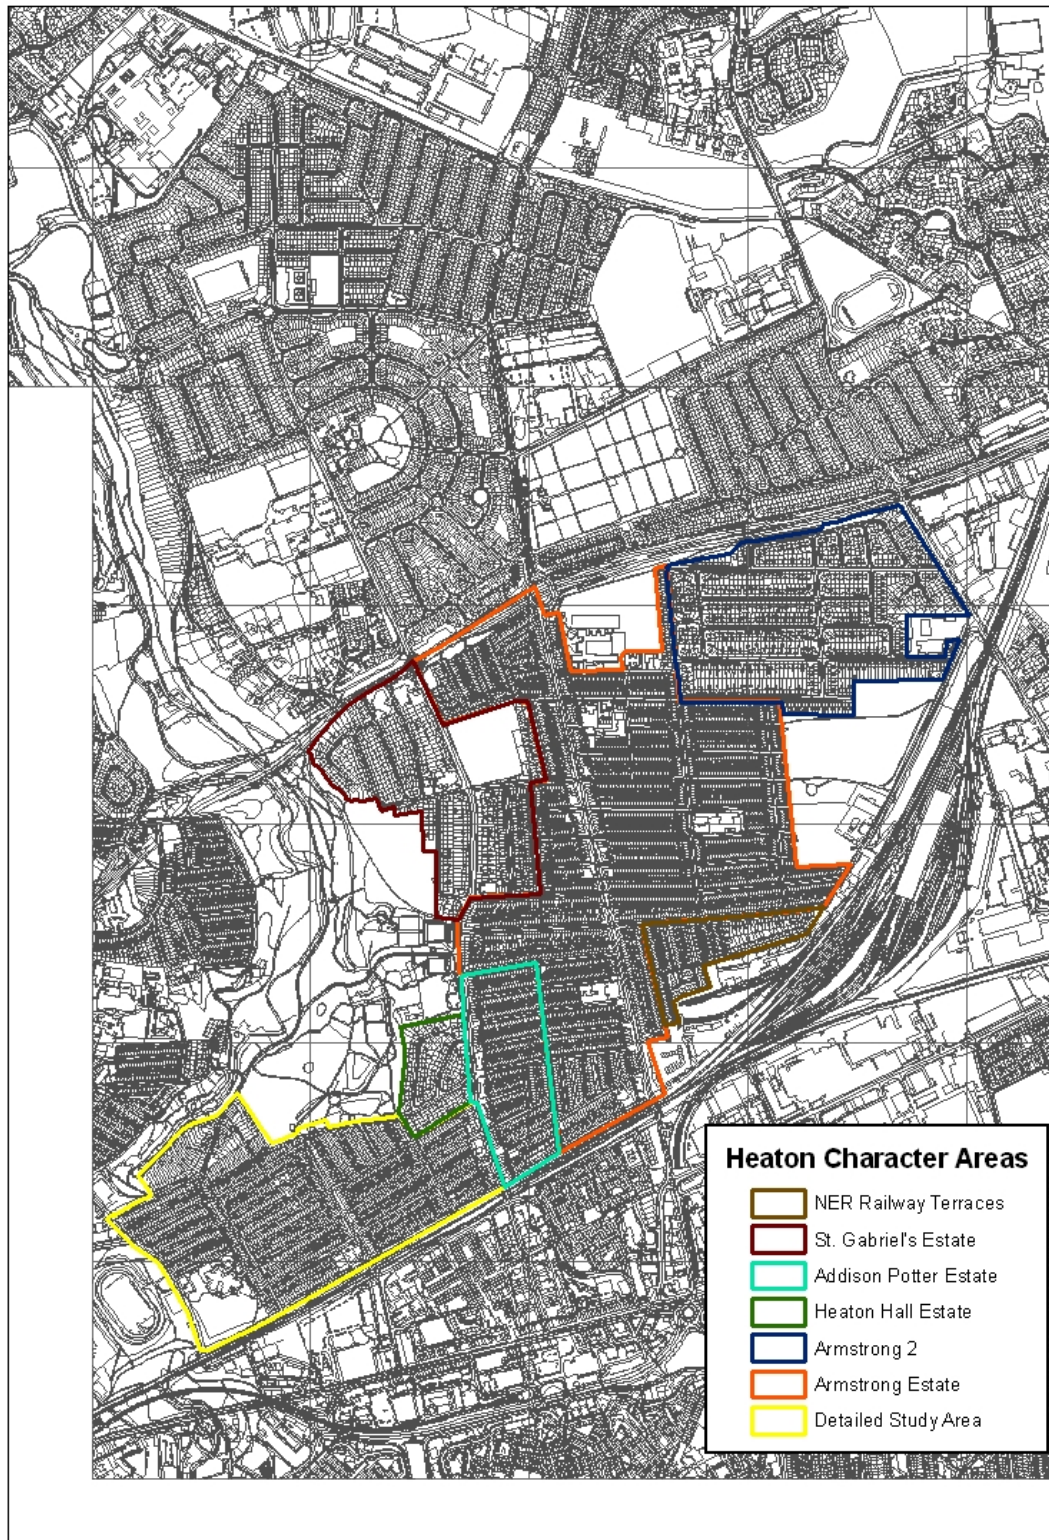 Heaton Character Areas
NER Railway Terraces
St. Gabriel's Estate
Addison Potter Estate
Heaton Hall Estate
Armstrong 2
Armstrong Estate
Detailed Study Area